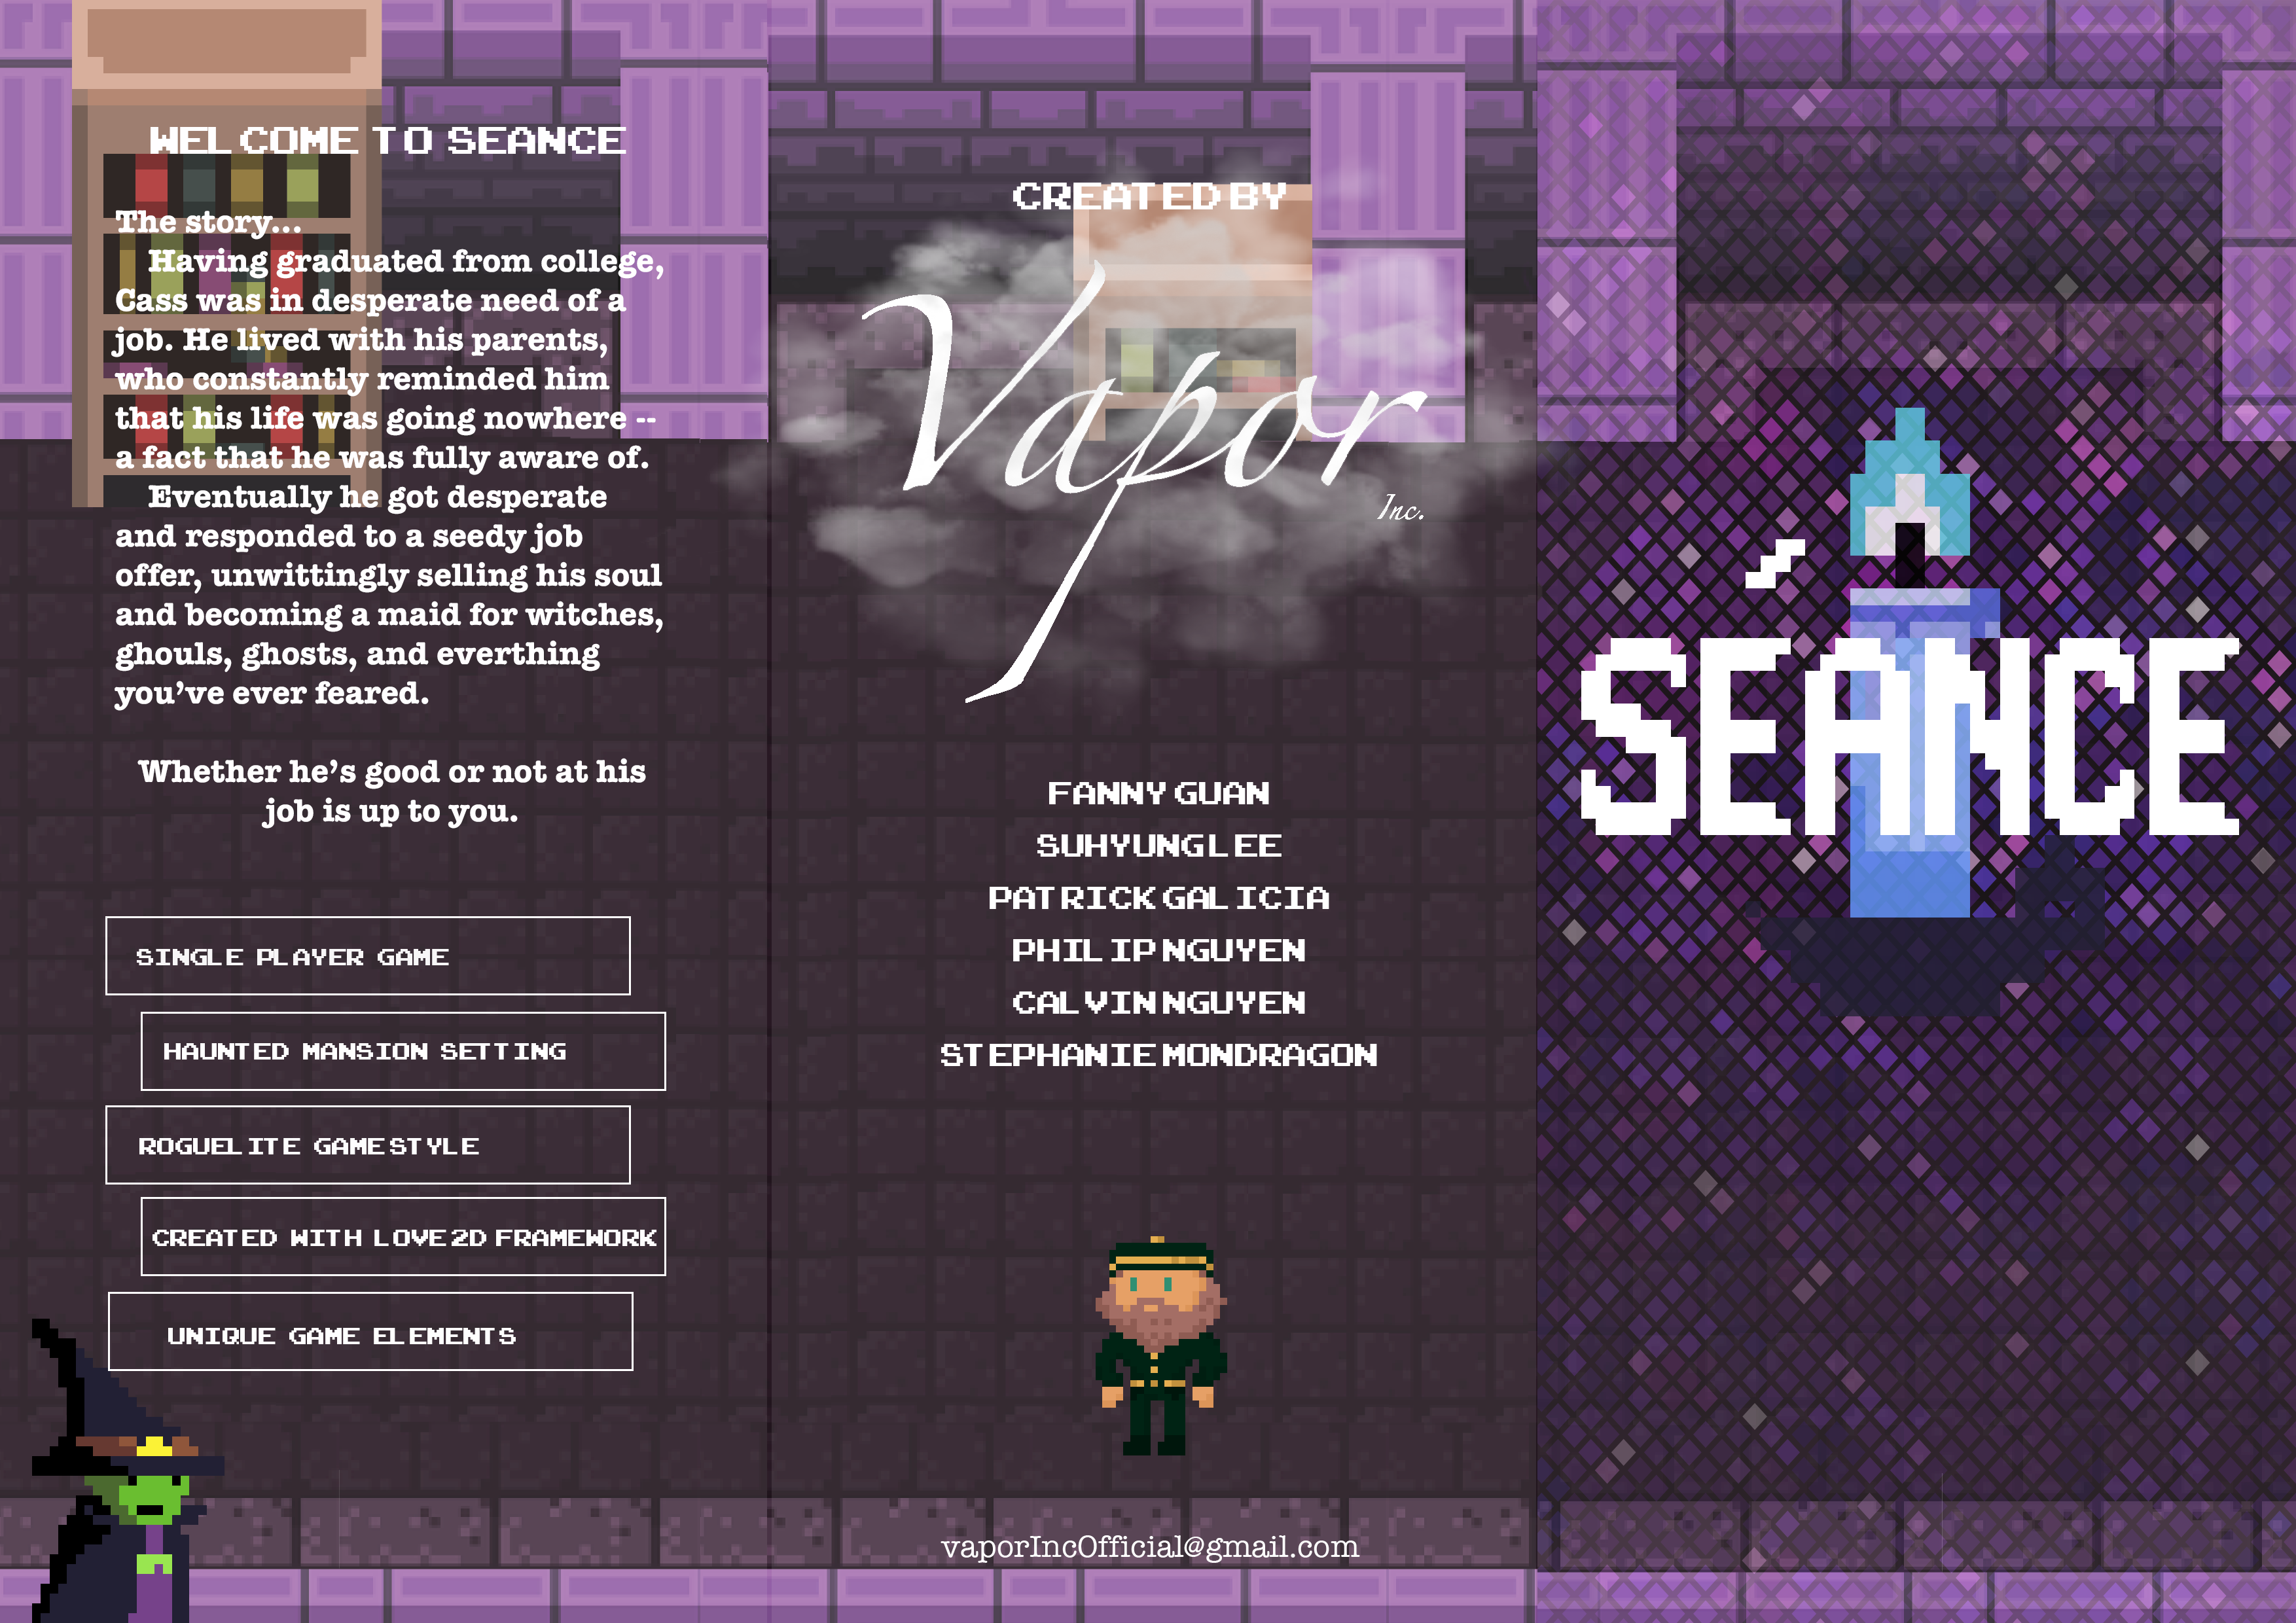 WELCOME TO SEANCE
The story...
Having graduated from college,
Cass was in desperate need of a
job. He lived with his parents,
who constantly reminded him
that his life was going nowhere --
a fact that he was fully aware of.
Eventually he got desperate
and responded to a seedy job
offer, unwittingly selling his soul
and becoming a maid for witches,
ghouls, ghosts, and everthing
you've ever feared.
Whether he's good or not at his
job is up to you.
SINGLE PLAYER GAME
HAUNTED MANSION SETTING
ROGUELITE GAMESTYLE
CREATED WITH LOVE2D FRAMEWORK
UNIQUE GAME ELEMENTS
CREATED BY
Vapor
Inc.
FANNY GUAN
SUHYUNG LEE
PATRICK GALICIA
PHILIP NGUYEN
CALVIN NGUYEN
STEPHANIE MONDRAGON
vaporIncOfficial@gmail.com
SÉANCE